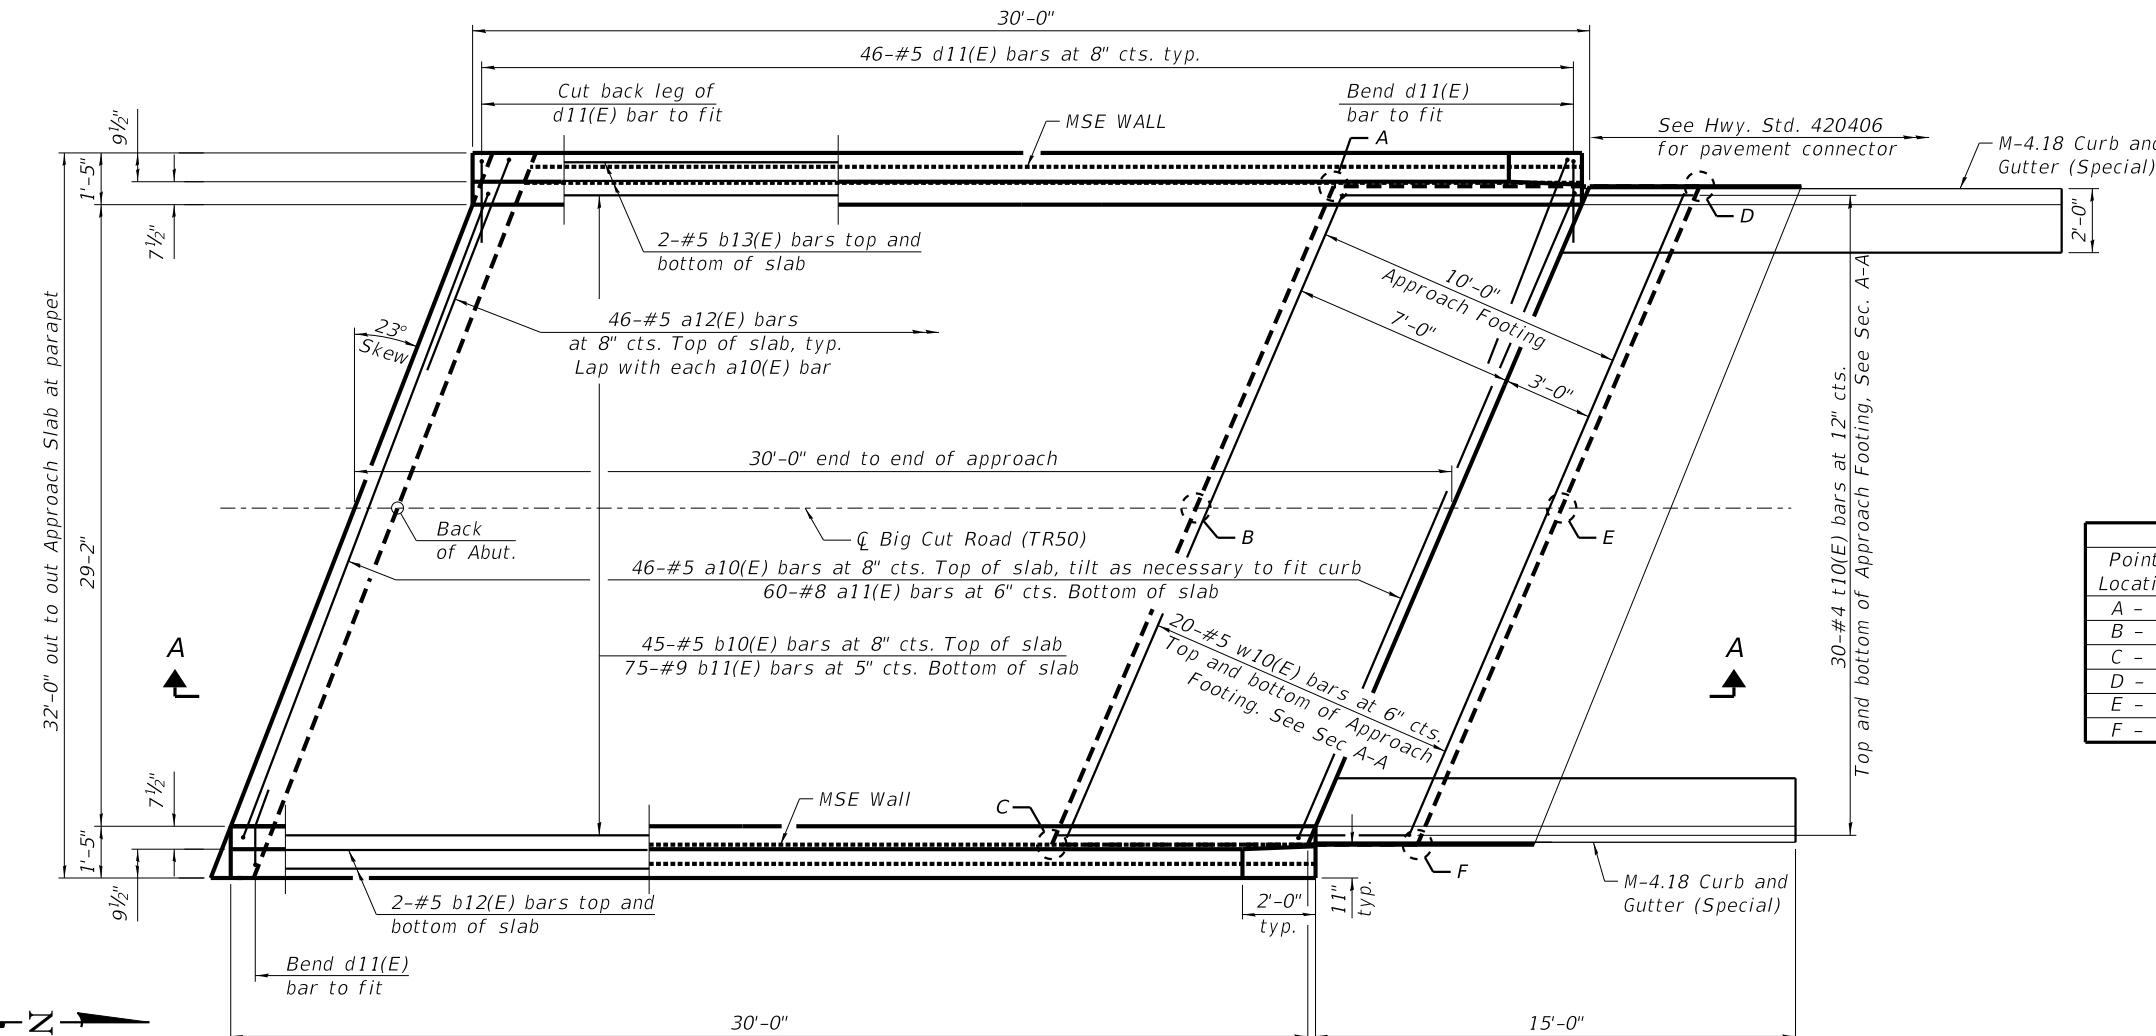 30'-0"
46-#5 d11(E) bars at 8" cts. typ.
Cut back leg of
d11(E) bar to fit
Bend d11(E)
bar to fit
MSE WALL
A
See Hwy. Std. 420406
for pavement connector
M-4.18 Curb and
Gutter (Special)
9½"
1'-5"
7½"
D
2'-0"
2-#5 b13(E) bars top and
bottom of slab
10'-0"
Approach Footing
7'-0"
3'-0"
23°
Skew
46-#5 a12(E) bars
at 8" cts. Top of slab, typ.
Lap with each a10(E) bar
32'-0" out to out Approach Slab at parapet
29'-2"
30'-0" end to end of approach
30-#4 t10(E) bars at 12" cts.
Top and bottom of Approach Footing, See Sec. A-A
Back
of Abut.
℄ Big Cut Road (TR50)
B
E
46-#5 a10(E) bars at 8" cts. Top of slab, tilt as necessary to fit curb
60-#8 a11(E) bars at 6" cts. Bottom of slab
Point
A -
B -
C -
D -
E -
F -
A
45-#5 b10(E) bars at 8" cts. Top of slab
75-#9 b11(E) bars at 5" cts. Bottom of slab
20-#5 w10(E) bars at 6" cts.
Top and bottom of Approach
Footing. See Sec A-A
A
7½"
1'-5"
9½"
MSE Wall
C
F
2-#5 b12(E) bars top and
bottom of slab
2'-0"
typ.
11"
typ.
M-4.18 Curb and
Gutter (Special)
Bend d11(E)
bar to fit
N
30'-0"
15'-0"